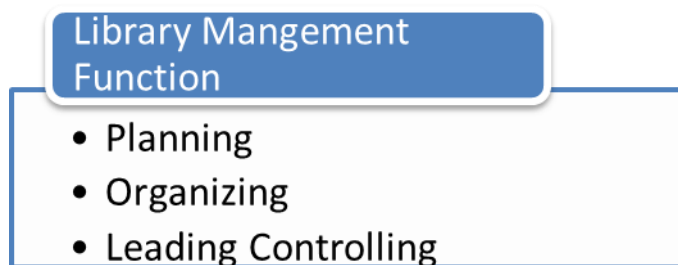 Library Mangement
Function
• Planning
• Organizing
• Leading Controlling